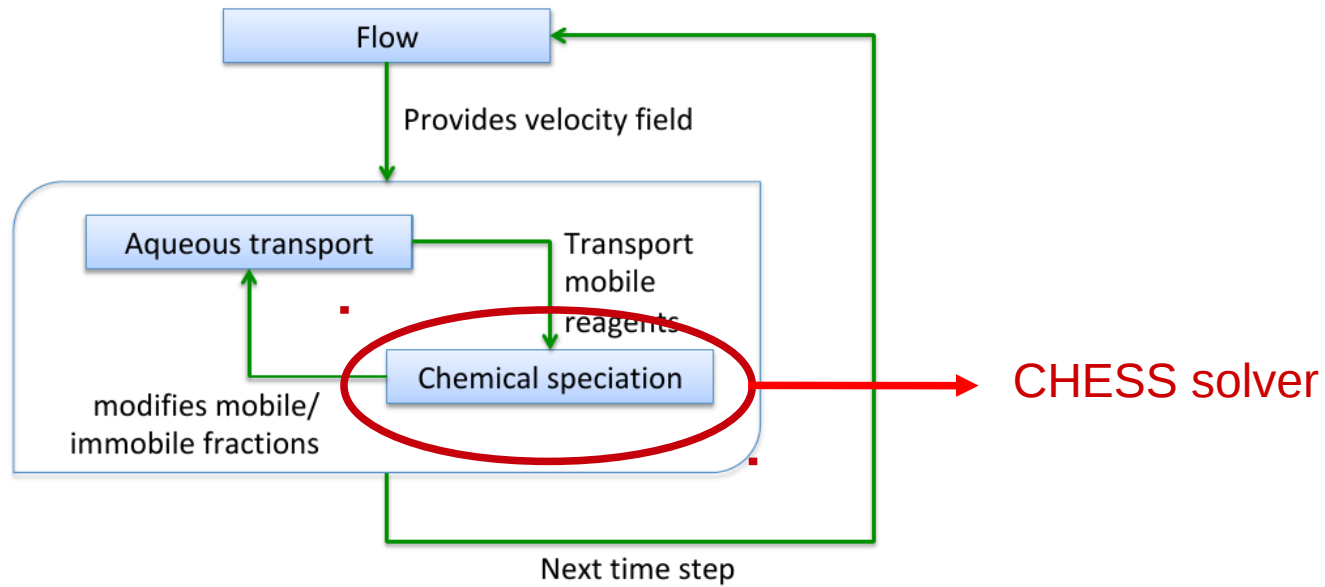 Flow
Provides velocity field
Aqueous transport
Transport
mobile
reagents
Chemical speciation
CHESS solver
modifies mobile/
immobile fractions
Next time step